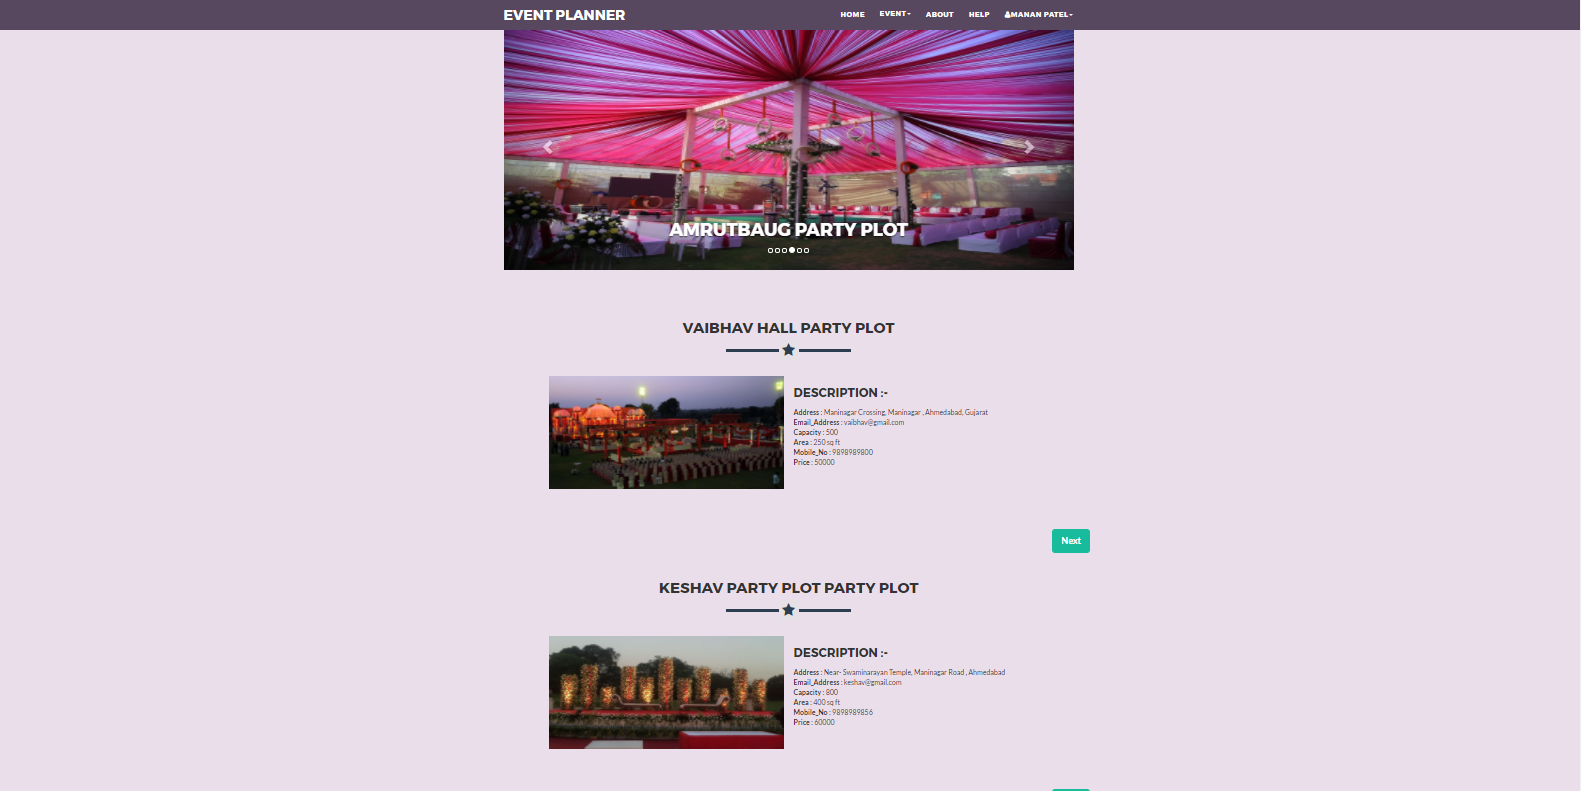 EVENT PLANNER
HOME EVENT ABOUT HELP MANAN PATEL
AMRUTBAUG PARTY PLOT
VAIBHAV HALL PARTY PLOT
DESCRIPTION :-
Address : Maninagar Crossing, Maninagar , Ahmedabad, Gujarat
Email_Address : vaibhav@gmail.com
Capacity : 500
Area : 250 sq ft
Mobile_No : 9898989800
Price : 50000
Next
KESHAV PARTY PLOT PARTY PLOT
DESCRIPTION :-
Address : Near- Swaminarayan Temple, Maninagar Road , Ahmedabad
Email_Address : keshav@gmail.com
Capacity : 800
Area : 400 sq ft
Mobile_No : 9898989856
Price : 60000